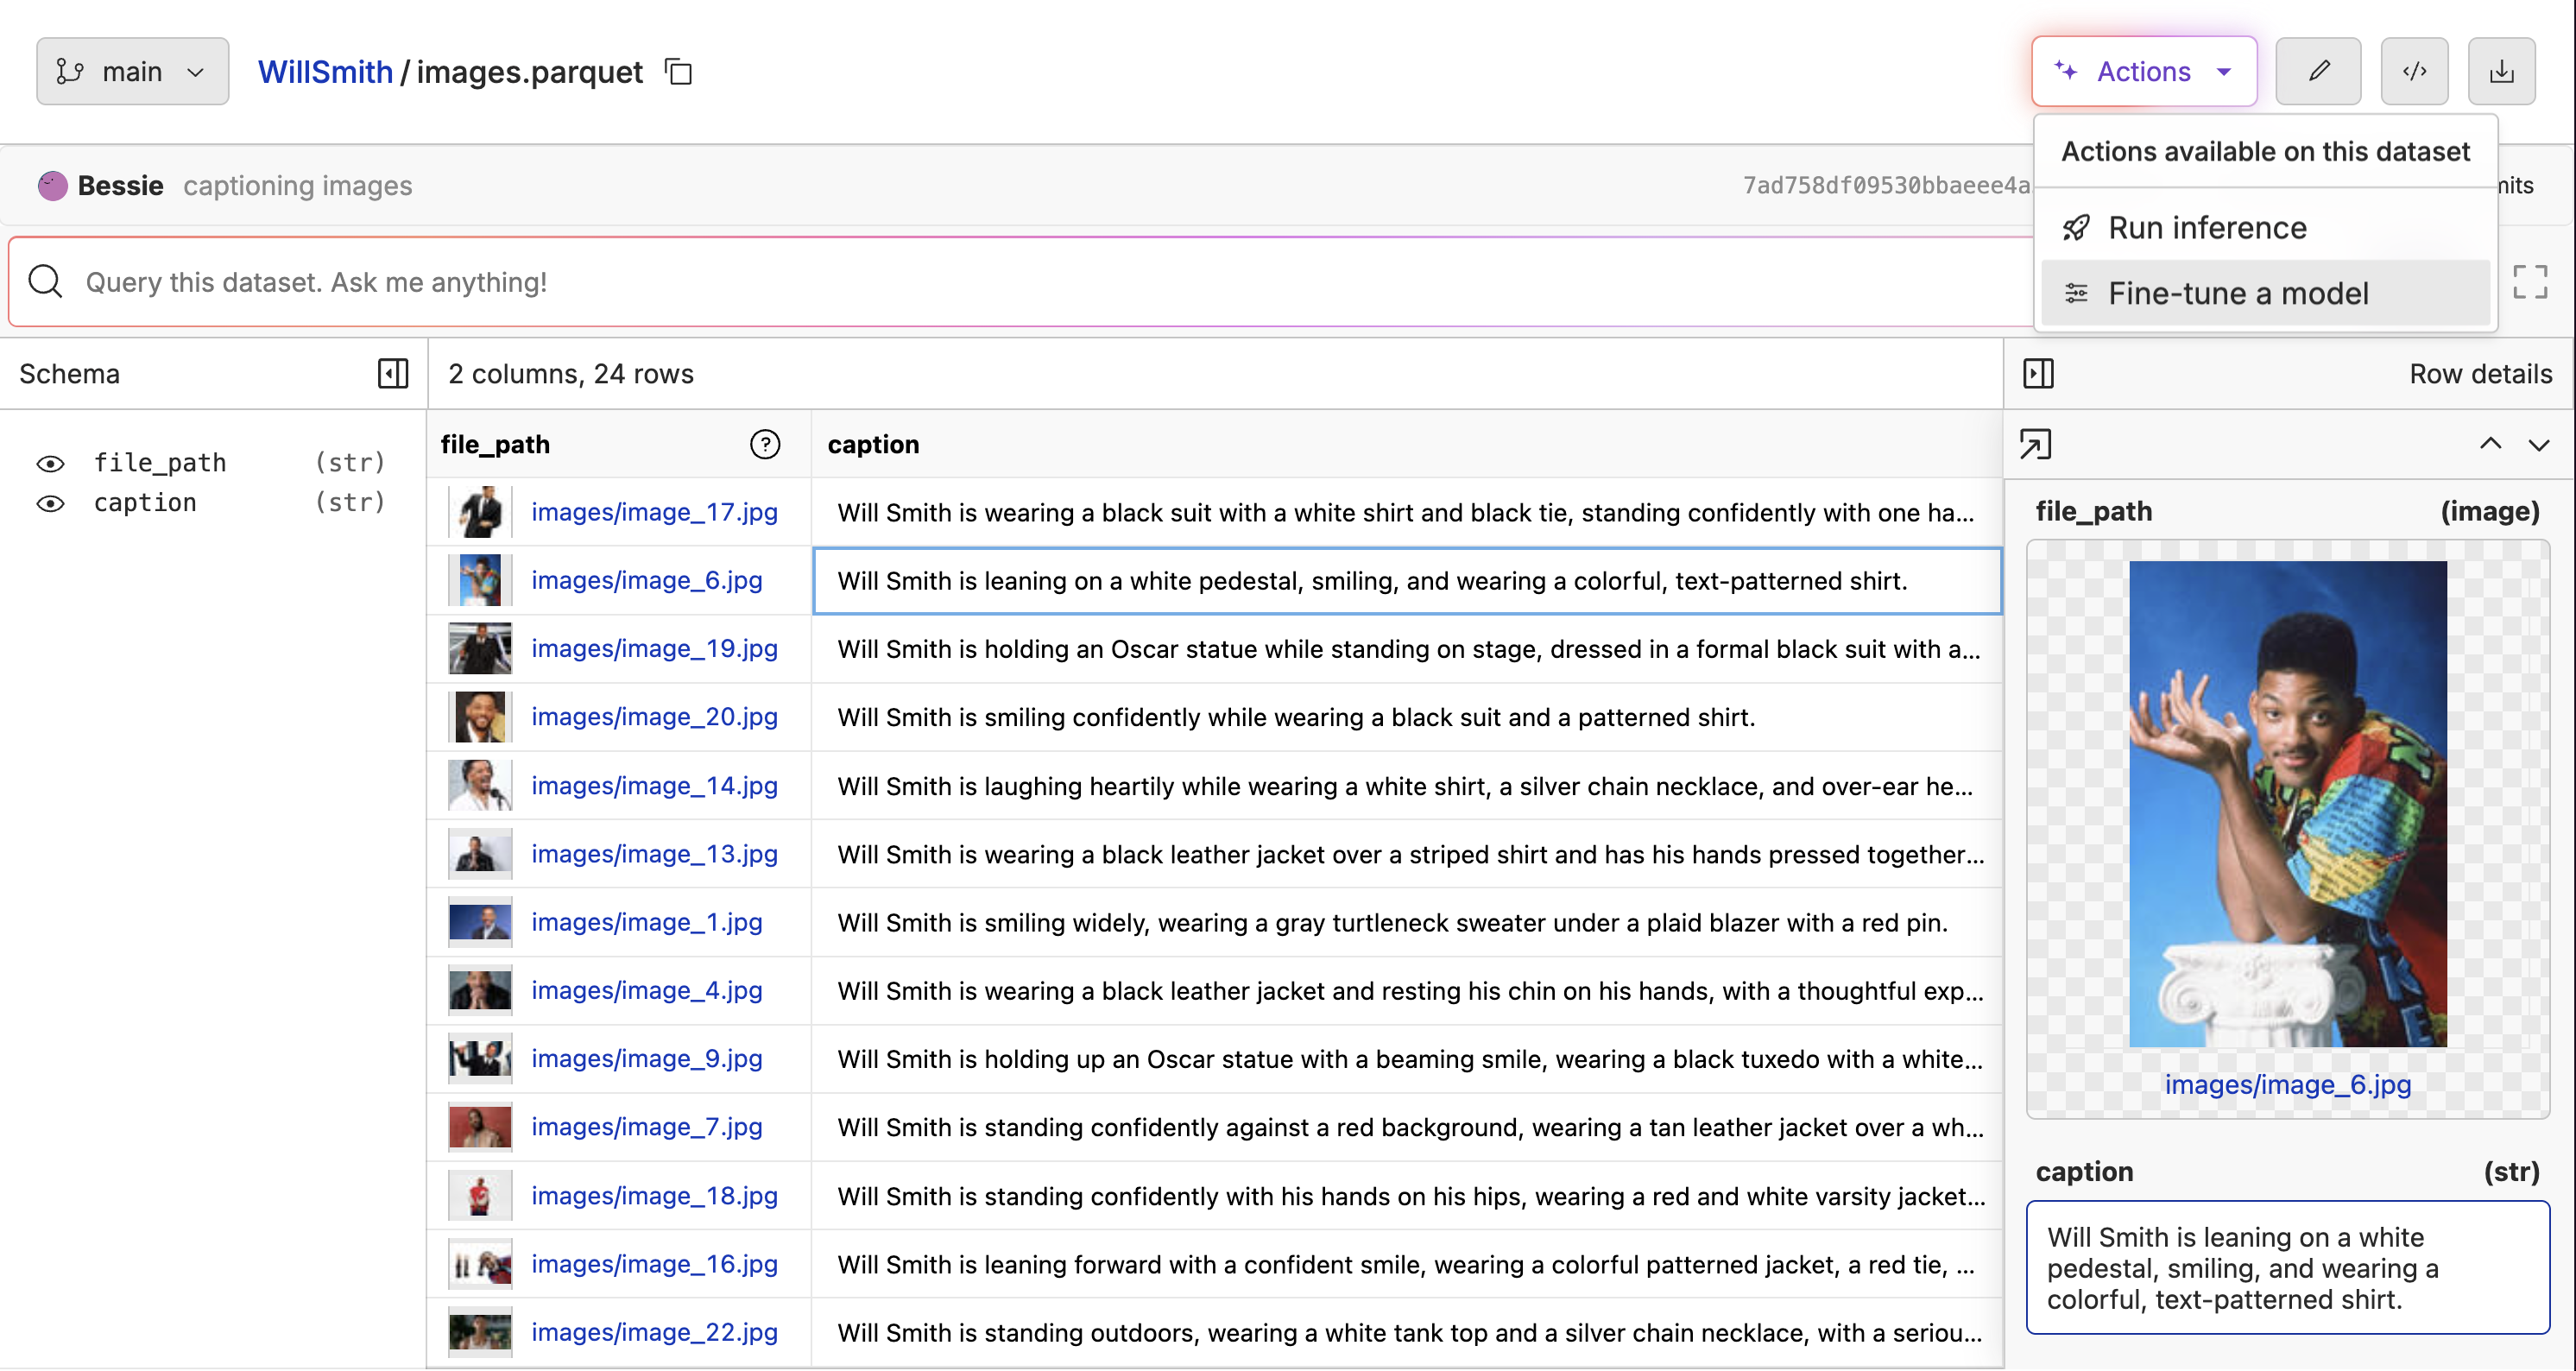 main
WillSmith / images.parquet
Actions
Actions available on this dataset
Run inference
Fine-tune a model
Bessie captioning images
7ad758df09530bbaeee4a
Query this dataset. Ask me anything!
Schema
2 columns, 24 rows
Row details
file_path (str)
caption (str)
file_path ? caption
images/image_17.jpg Will Smith is wearing a black suit with a white shirt and black tie, standing confidently with one ha...
images/image_6.jpg Will Smith is leaning on a white pedestal, smiling, and wearing a colorful, text-patterned shirt.
images/image_19.jpg Will Smith is holding an Oscar statue while standing on stage, dressed in a formal black suit with a...
images/image_20.jpg Will Smith is smiling confidently while wearing a black suit and a patterned shirt.
images/image_14.jpg Will Smith is laughing heartily while wearing a white shirt, a silver chain necklace, and over-ear he...
images/image_13.jpg Will Smith is wearing a black leather jacket over a striped shirt and has his hands pressed together...
images/image_1.jpg Will Smith is smiling widely, wearing a gray turtleneck sweater under a plaid blazer with a red pin.
images/image_4.jpg Will Smith is wearing a black leather jacket and resting his chin on his hands, with a thoughtful exp...
images/image_9.jpg Will Smith is holding up an Oscar statue with a beaming smile, wearing a black tuxedo with a white...
images/image_7.jpg Will Smith is standing confidently against a red background, wearing a tan leather jacket over a wh...
images/image_18.jpg Will Smith is standing confidently with his hands on his hips, wearing a red and white varsity jacket...
images/image_16.jpg Will Smith is leaning forward with a confident smile, wearing a colorful patterned jacket, a red tie, ...
images/image_22.jpg Will Smith is standing outdoors, wearing a white tank top and a silver chain necklace, with a seriou...
file_path (image)
images/image_6.jpg
caption (str)
Will Smith is leaning on a white
pedestal, smiling, and wearing a
colorful, text-patterned shirt.